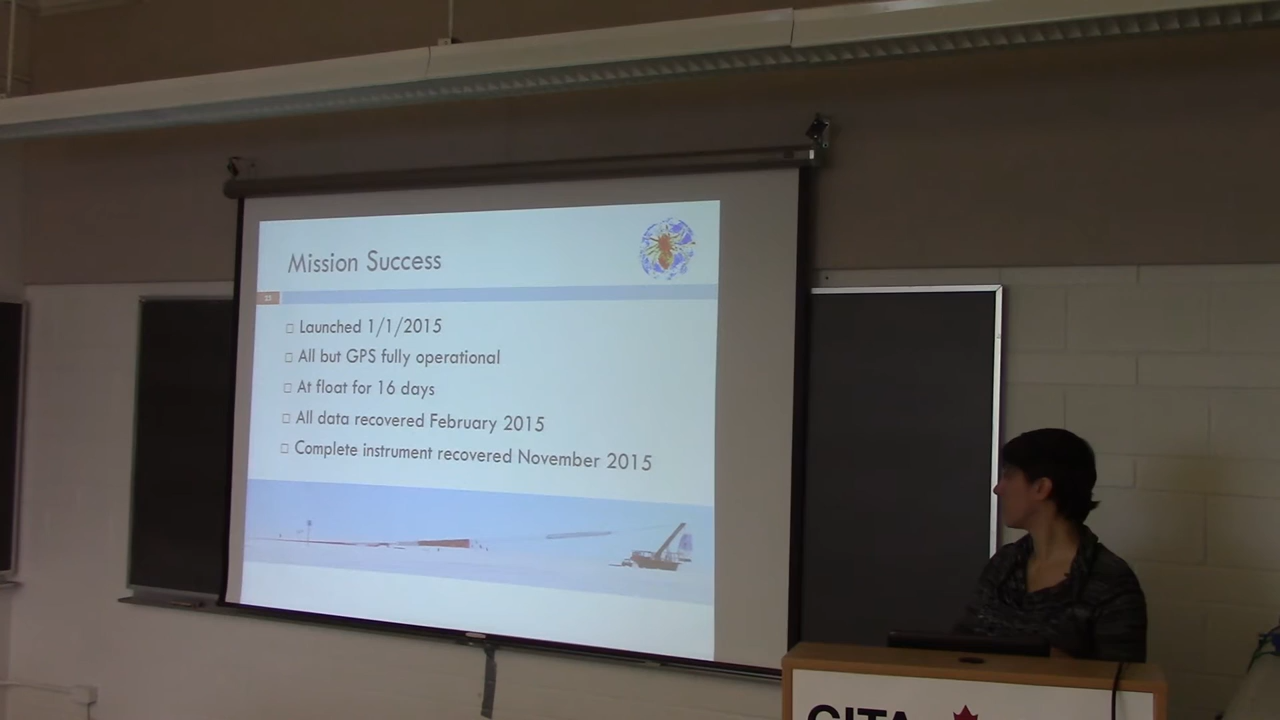 Mission Success
23
Launched 1/1/2015
All but GPS fully operational
At float for 16 days
All data recovered February 2015
Complete instrument recovered November 2015
CITA